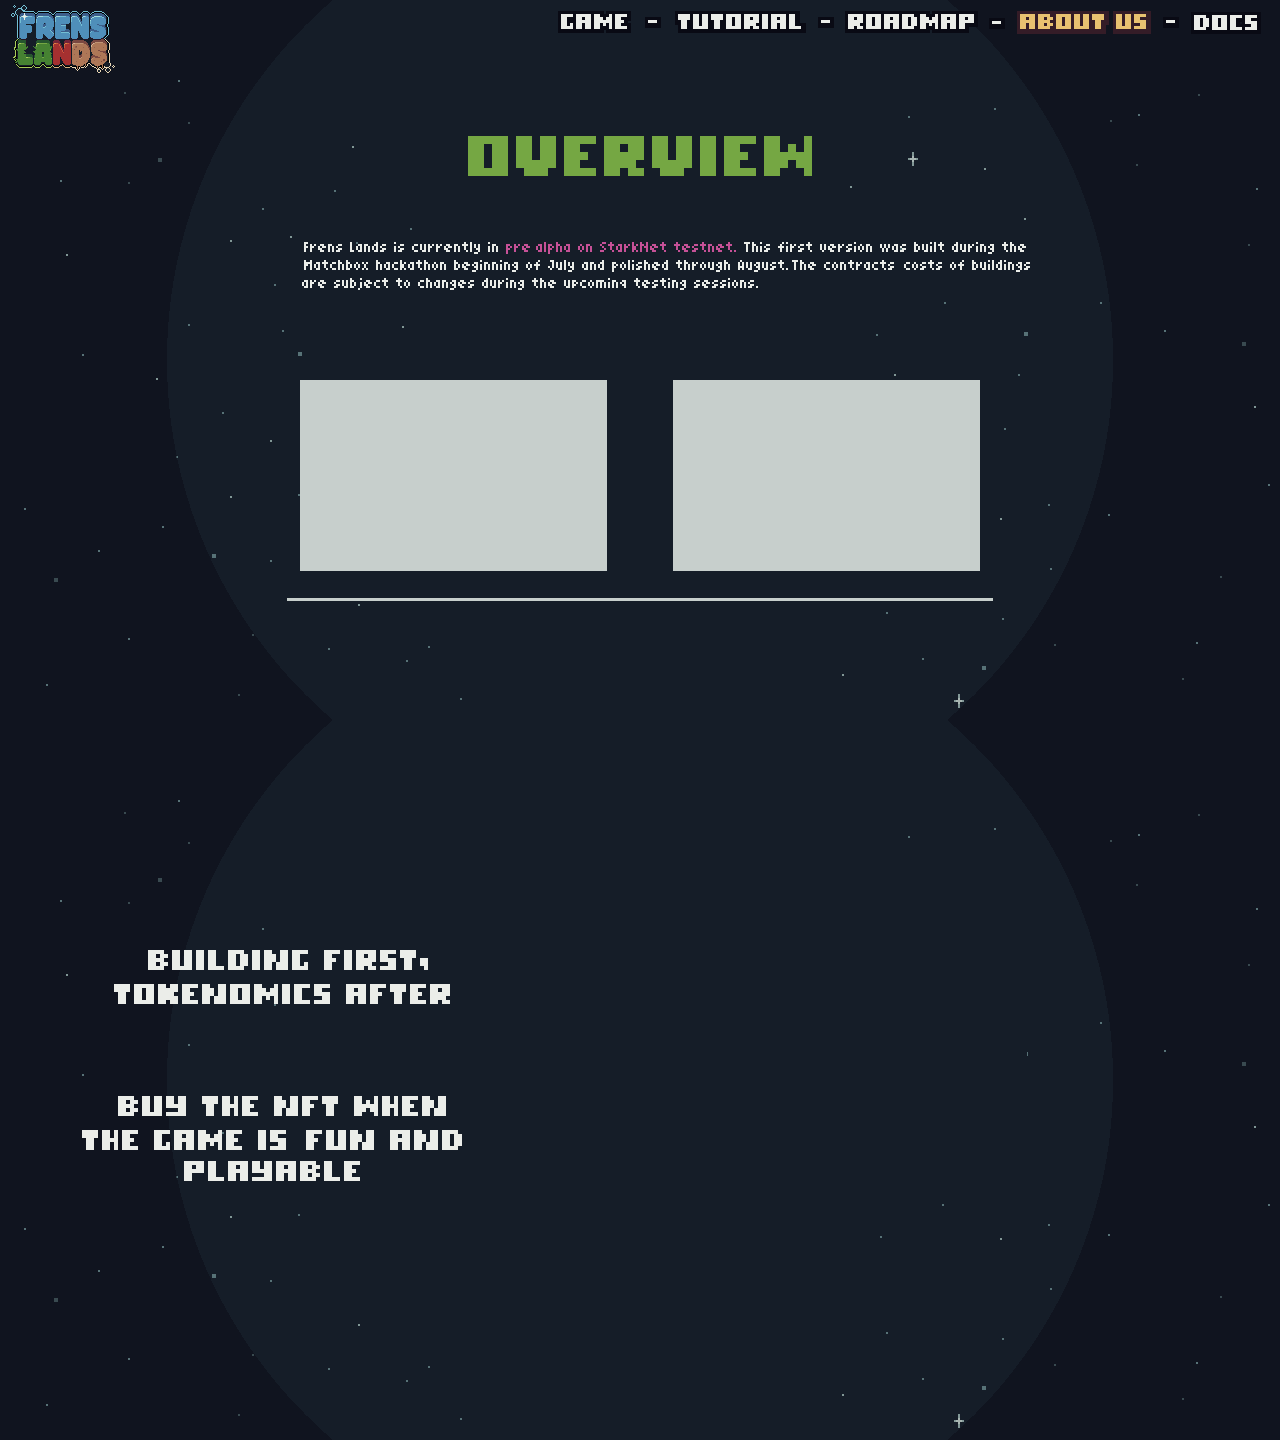 FRENS
LANDS
GAME - TUTORIAL - ROADMAP - ABOUT US - DOCS
OVERVIEW
Frens Lands is currently in pre alpha on StarkNet testnet. This first version was built during the
Matchbox hackathon beginning of July and polished through August. The contracts costs of buildings
are subject to changes during the upcoming testing sessions.
BUILDING FIRST,
TOKENOMICS AFTER
BUY THE NFT WHEN
THE GAME IS FUN AND
PLAYABLE